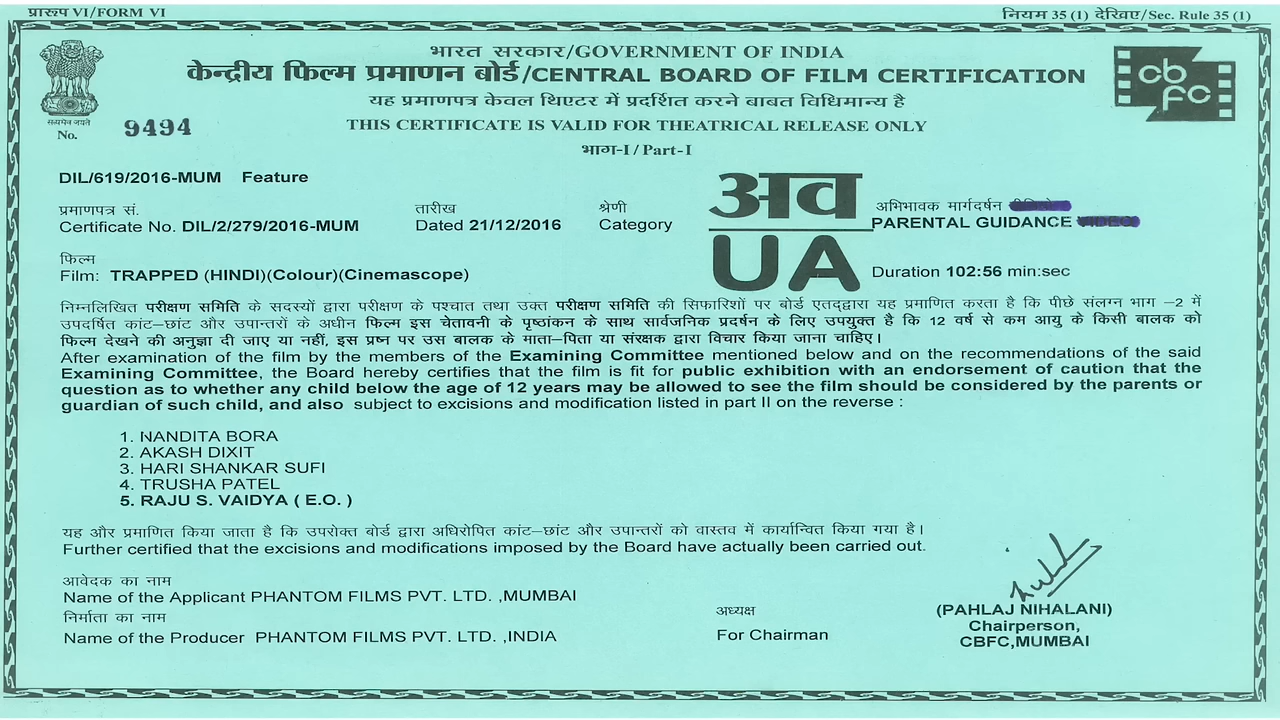 प्रारूप VI/FORM VI
नियम 35 (1) देखिए/Sec. Rule 35 (1)
भारत सरकार/GOVERNMENT OF INDIA
केन्द्रीय फिल्म प्रमाणन बोर्ड/CENTRAL BOARD OF FILM CERTIFICATION
cbfc
यह प्रमाणपत्र केवल थिएटर में प्रदर्शित करने बाबत विधिमान्य है
सत्यमेव जयते
No. 9494
THIS CERTIFICATE IS VALID FOR THEATRICAL RELEASE ONLY
भाग-I / Part-I
DIL/619/2016-MUM Feature
अव
प्रमाणपत्र सं. तारीख श्रेणी अभिभावक मार्गदर्शन
Certificate No. DIL/2/279/2016-MUM Dated 21/12/2016 Category PARENTAL GUIDANCE
UA
फिल्म
Film: TRAPPED (HINDI)(Colour)(Cinemascope) Duration 102:56 min:sec
निम्नलिखित परीक्षण समिति के सदस्यों द्वारा परीक्षण के पश्चात तथा उक्त परीक्षण समिति की सिफारिशों पर बोर्ड एतद्द्वारा यह प्रमाणित करता है कि पीछे संलग्न भाग –2 में
उपदर्षित कांट–छांट और उपान्तरों के अधीन फिल्म इस चेतावनी के पृष्ठांकन के साथ सार्वजनिक प्रदर्षन के लिए उपयुक्त है कि 12 वर्ष से कम आयु के किसी बालक को
फिल्म देखने की अनुज्ञा दी जाए या नहीं, इस प्रष्न पर उस बालक के माता–पिता या संरक्षक द्वारा विचार किया जाना चाहिए।
After examination of the film by the members of the Examining Committee mentioned below and on the recommendations of the said
Examining Committee, the Board hereby certifies that the film is fit for public exhibition with an endorsement of caution that the
question as to whether any child below the age of 12 years may be allowed to see the film should be considered by the parents or
guardian of such child, and also subject to excisions and modification listed in part II on the reverse :
1. NANDITA BORA
2. AKASH DIXIT
3. HARI SHANKAR SUFI
4. TRUSHA PATEL
5. RAJU S. VAIDYA ( E.O. )
यह और प्रमाणित किया जाता है कि उपरोक्त बोर्ड द्वारा अधिरोपित कांट–छांट और उपान्तरों को वास्तव में कार्यान्वित किया गया है।
Further certified that the excisions and modifications imposed by the Board have actually been carried out.
आवेदक का नाम
Name of the Applicant PHANTOM FILMS PVT. LTD. ,MUMBAI
निर्माता का नाम
Name of the Producer PHANTOM FILMS PVT. LTD. ,INDIA
अध्यक्ष
For Chairman
(PAHLAJ NIHALANI)
Chairperson,
CBFC,MUMBAI